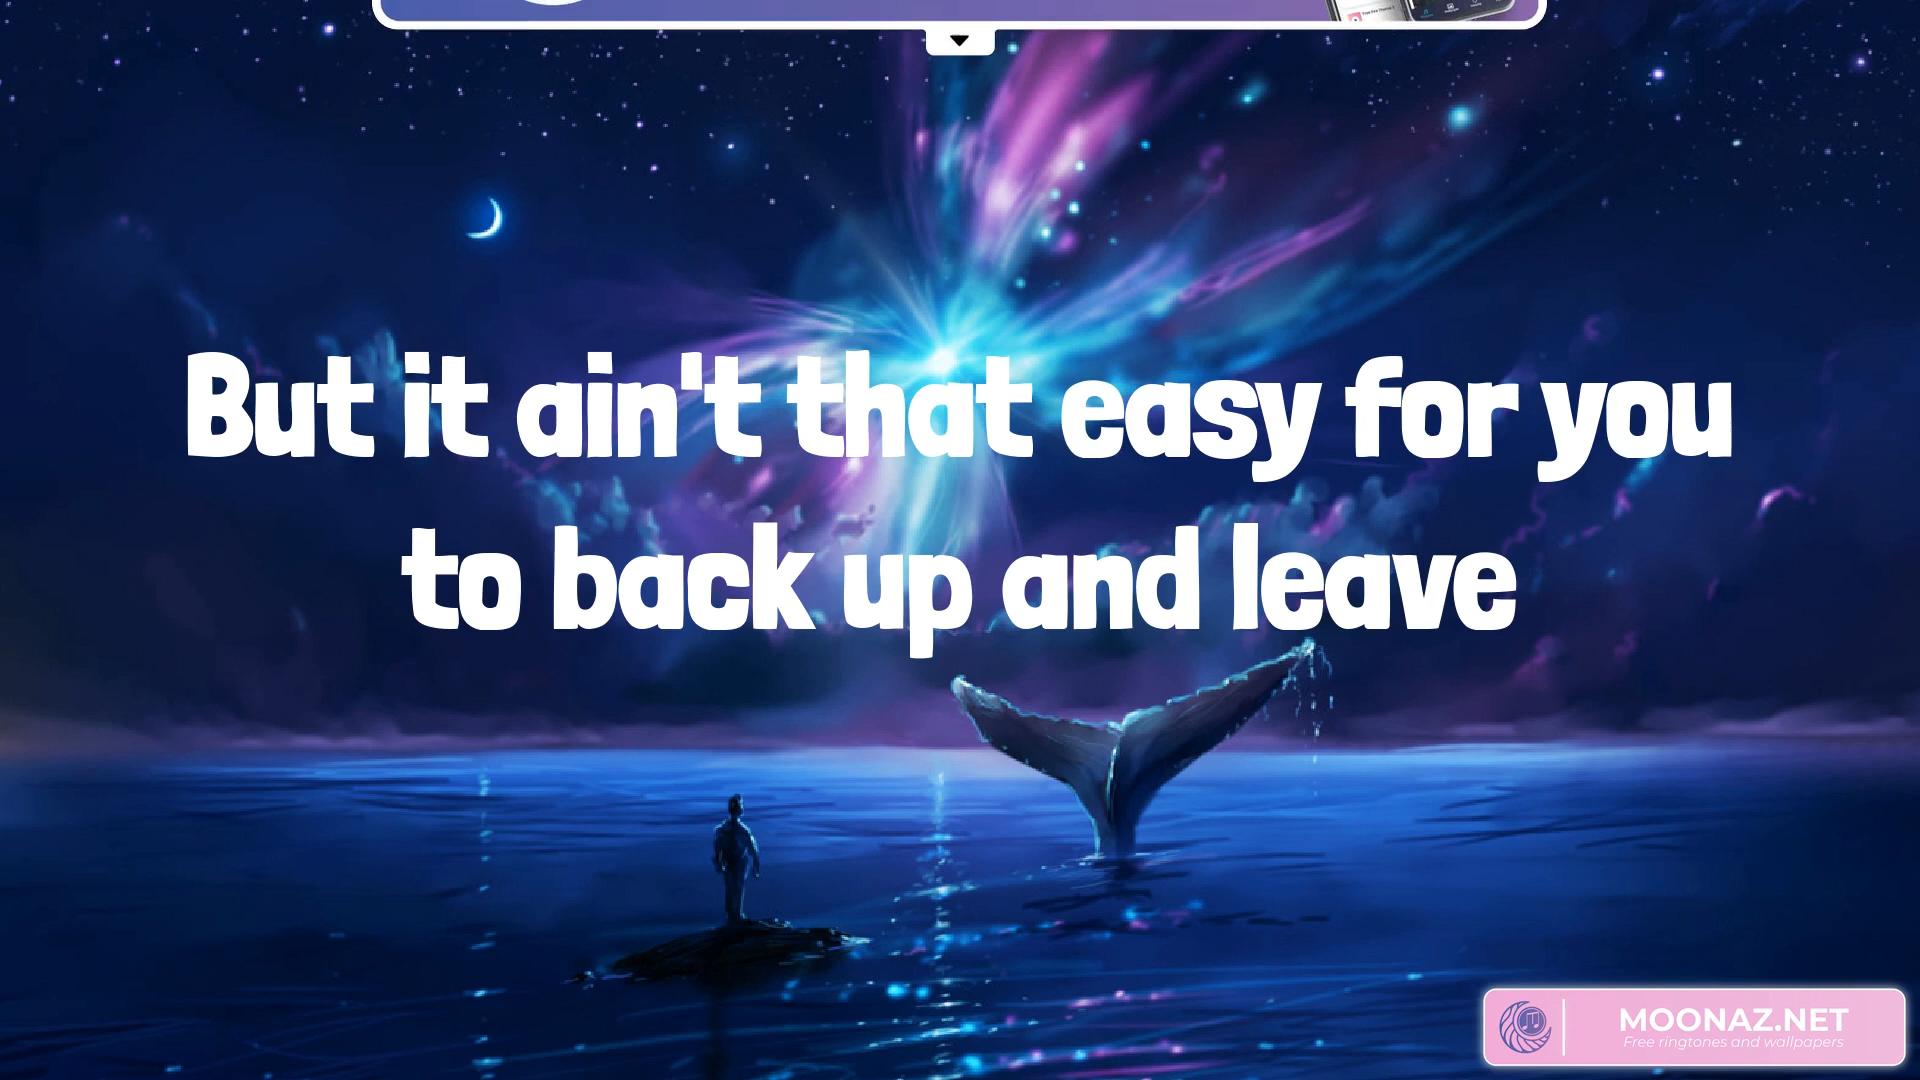 But it ain't that easy for you
to back up and leave
MOONAZ.NET
Free ringtones and wallpapers